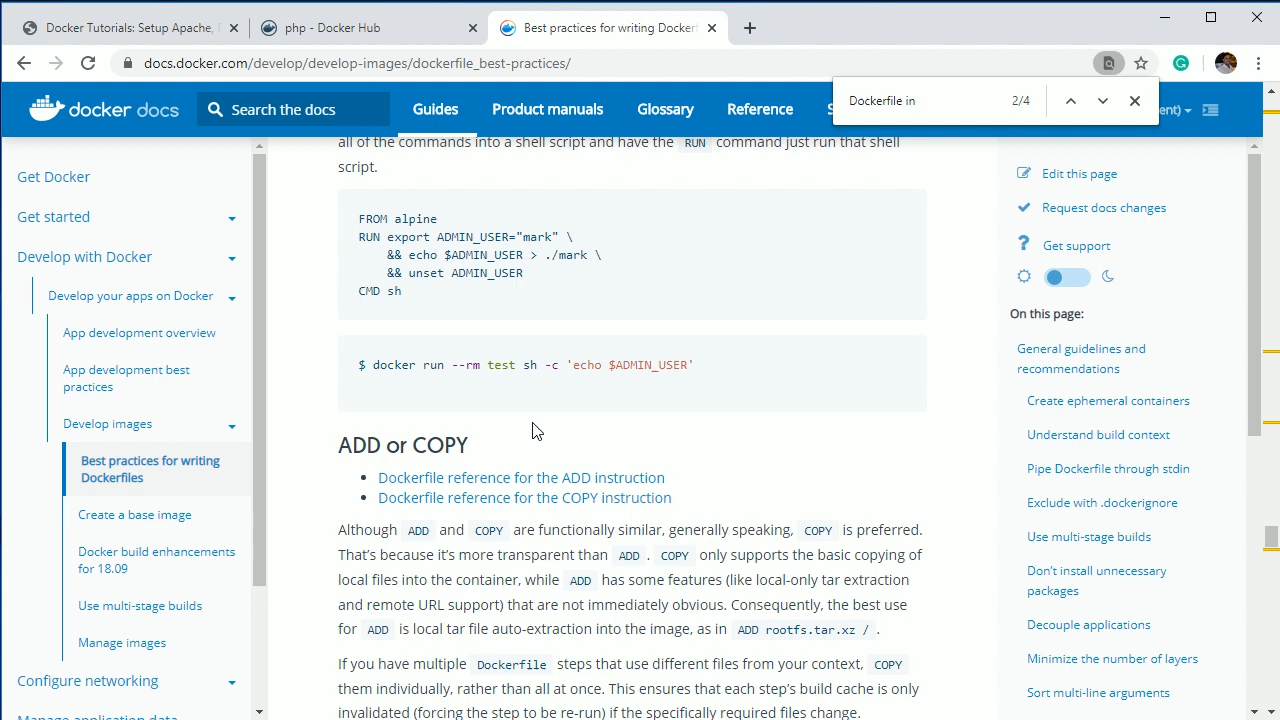 Docker Tutorials: Setup Apache,
php - Docker Hub
Best practices for writing Docker
docs.docker.com/develop/develop-images/dockerfile_best-practices/
Dockerfile in 2/4
docker docs
Search the docs
Guides
Product manuals
Glossary
Reference
S
ent)
Get Docker
Get started
Develop with Docker
Develop your apps on Docker
App development overview
App development best
practices
Develop images
Best practices for writing
Dockerfiles
Create a base image
Docker build enhancements
for 18.09
Use multi-stage builds
Manage images
Configure networking
Manage application data
all of the commands into a shell script and have the RUN command just run that shell
script.
FROM alpine
RUN export ADMIN_USER="mark" \
&& echo $ADMIN_USER > ./mark \
&& unset ADMIN_USER
CMD sh
$ docker run --rm test sh -c 'echo $ADMIN_USER'
ADD or COPY
• Dockerfile reference for the ADD instruction
• Dockerfile reference for the COPY instruction
Although ADD and COPY are functionally similar, generally speaking, COPY is preferred.
That’s because it’s more transparent than ADD. COPY only supports the basic copying of
local files into the container, while ADD has some features (like local-only tar extraction
and remote URL support) that are not immediately obvious. Consequently, the best use
for ADD is local tar file auto-extraction into the image, as in ADD rootfs.tar.xz /.
If you have multiple Dockerfile steps that use different files from your context, COPY
them individually, rather than all at once. This ensures that each step’s build cache is only
invalidated (forcing the step to be re-run) if the specifically required files change.
Edit this page
Request docs changes
Get support
On this page:
General guidelines and
recommendations
Create ephemeral containers
Understand build context
Pipe Dockerfile through stdin
Exclude with .dockerignore
Use multi-stage builds
Don’t install unnecessary
packages
Decouple applications
Minimize the number of layers
Sort multi-line arguments